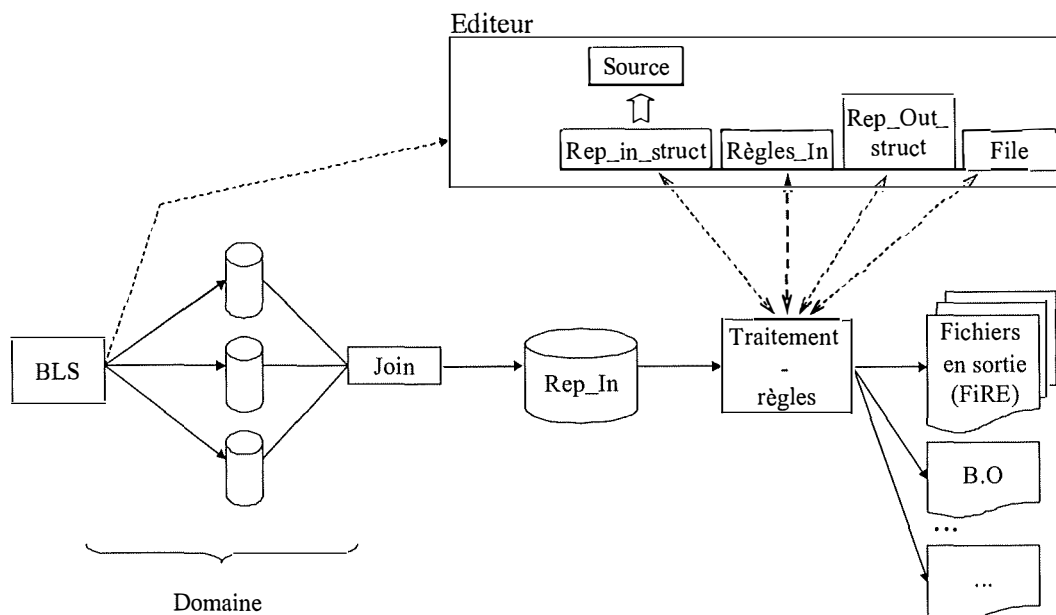 Editeur
Source
Rep_in_struct
Règles_In
Rep_Out_
struct
File
BLS
Join
Rep_In
Traitement
-
règles
Fichiers
en sortie
(FiRE)
B.O
...
...
Domaine